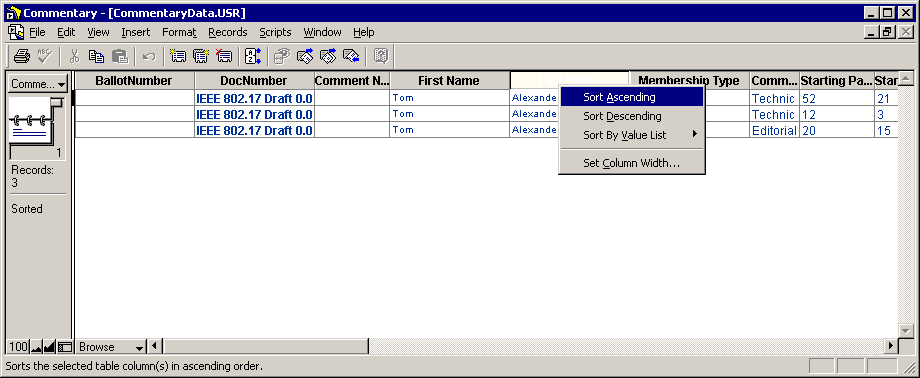 Commentary - [CommentaryData.USR]
File Edit View Insert Format Records Scripts Window Help
Comme...
1
Records:
3
Sorted
BallotNumber DocNumber Comment N... First Name Membership Type Comm... Starting Pa... Star
IEEE 802.17 Draft 0.0 Tom Alexande Technic 52 21
IEEE 802.17 Draft 0.0 Tom Alexande Technic 12 3
IEEE 802.17 Draft 0.0 Tom Alexande Editorial 20 15
Sort Ascending
Sort Descending
Sort By Value List
Set Column Width...
100 Browse
Sorts the selected table column(s) in ascending order.